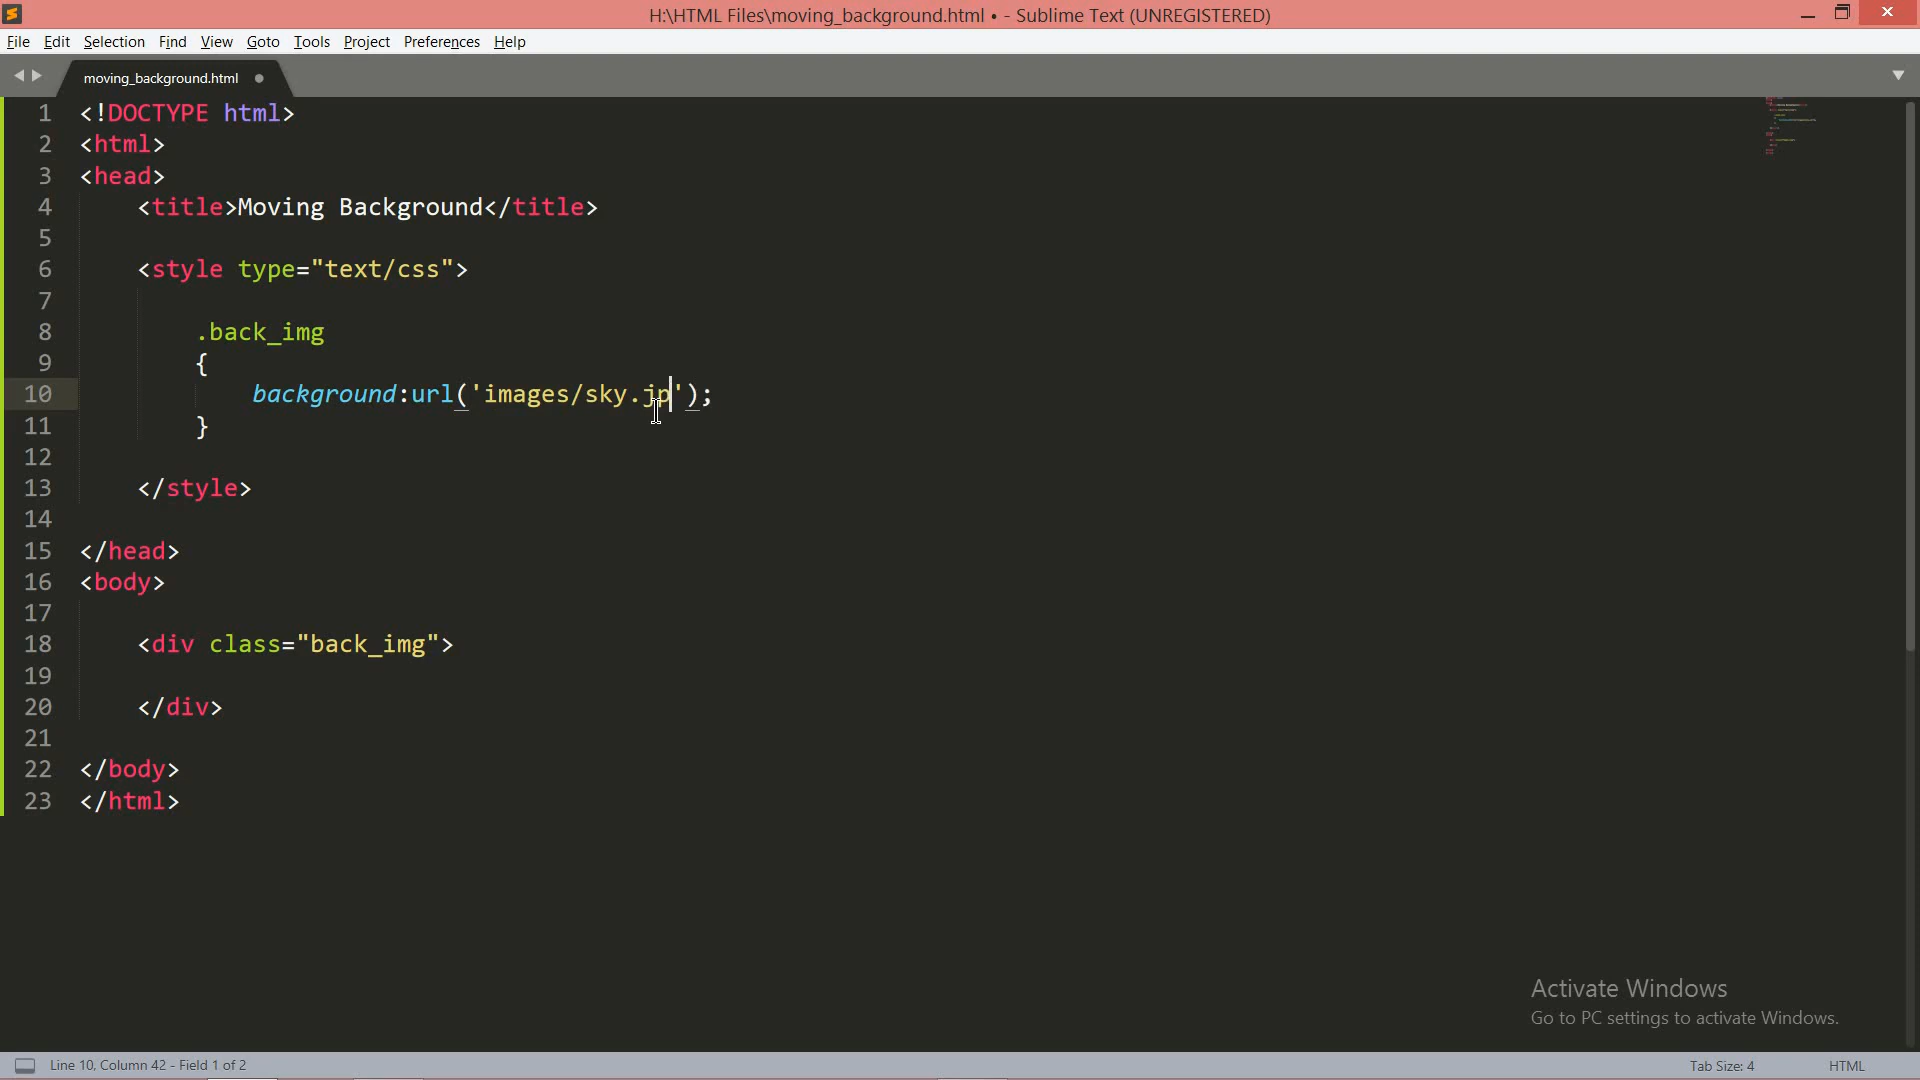 H:\HTML Files\moving_background.html • - Sublime Text (UNREGISTERED)
File Edit Selection Find View Goto Tools Project Preferences Help
moving_background.html
1 <!DOCTYPE html>
2 <html>
3 <head>
4 <title>Moving Background</title>
5
6 <style type="text/css">
7
8 .back_img
9 {
10 background:url('images/sky.jp');
11 }
12
13 </style>
14
15 </head>
16 <body>
17
18 <div class="back_img">
19
20 </div>
21
22 </body>
23 </html>
Activate Windows
Go to PC settings to activate Windows.
Line 10, Column 42 - Field 1 of 2
Tab Size: 4
HTML